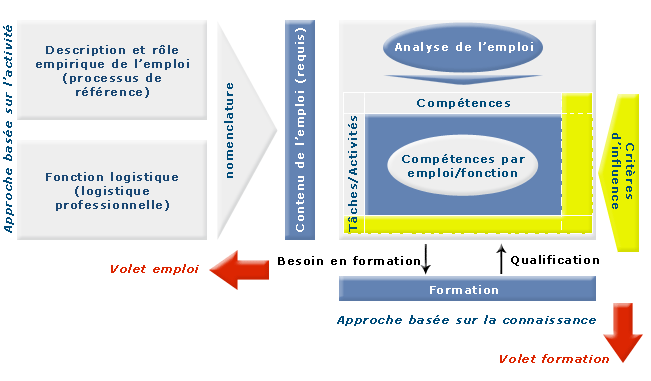 Approche basée sur l'activité
Description et rôle
empirique de l'emploi
(processus de
référence)
Fonction logistique
(logistique
professionnelle)
nomenclature
Contenu de l'emploi (requis)
Analyse de l'emploi
Compétences
Tâches/Activités
Compétences par
emploi/fonction
Critères
d'influence
Volet emploi
Besoin en formation
Qualification
Formation
Approche basée sur la connaissance
Volet formation